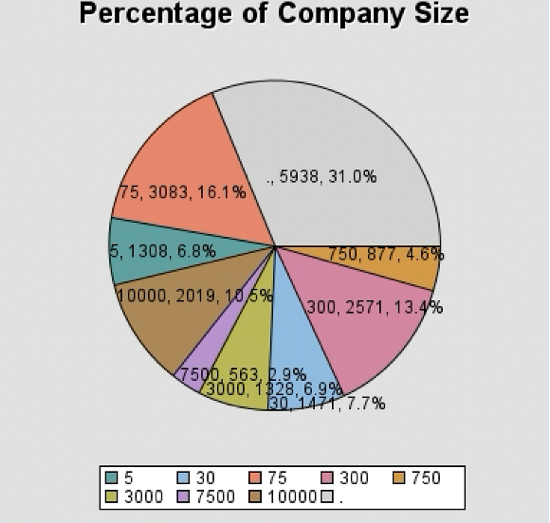 Percentage of Company Size
., 5938, 31.0%
75, 3083, 16.1%
5, 1308, 6.8%
750, 877, 4.6%
10000, 2019, 10.5%
300, 2571, 13.4%
7500, 563, 2.9%
3000, 1328, 6.9%
30, 1471, 7.7%
5 30 75 300 750
3000 7500 10000 .